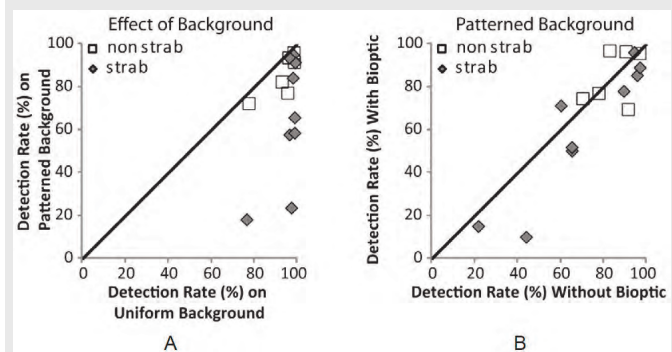 Effect of Background
100
□ non strab
◆ strab
80
60
40
20
0
0 20 40 60 80 100
Detection Rate (%) on
Patterned Background
Detection Rate (%) on
Uniform Background
A
Patterned Background
100
□ non strab
◆ strab
80
60
40
20
0
0 20 40 60 80 100
Detection Rate (%) With Bioptic
Detection Rate (%) Without Bioptic
B